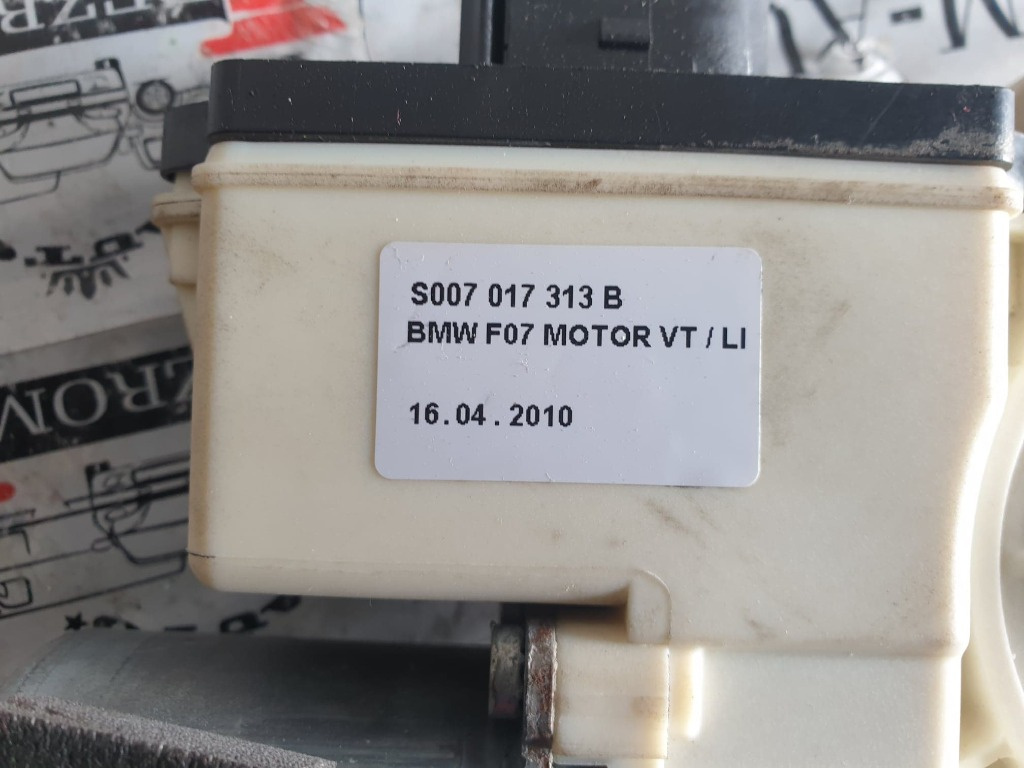 S007 017 313 B
BMW F07 MOTOR VT / LI
16.04.2010